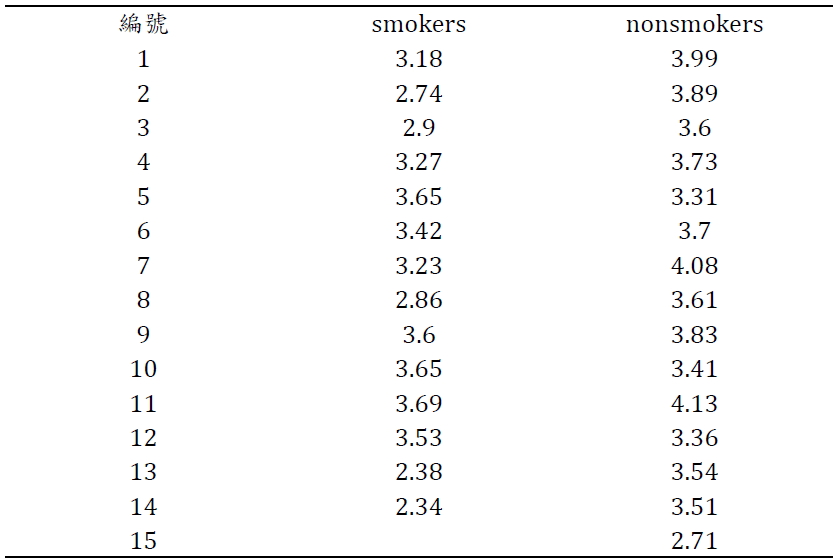 編號 smokers nonsmokers
1 3.18 3.99
2 2.74 3.89
3 2.9 3.6
4 3.27 3.73
5 3.65 3.31
6 3.42 3.7
7 3.23 4.08
8 2.86 3.61
9 3.6 3.83
10 3.65 3.41
11 3.69 4.13
12 3.53 3.36
13 2.38 3.54
14 2.34 3.51
15 2.71